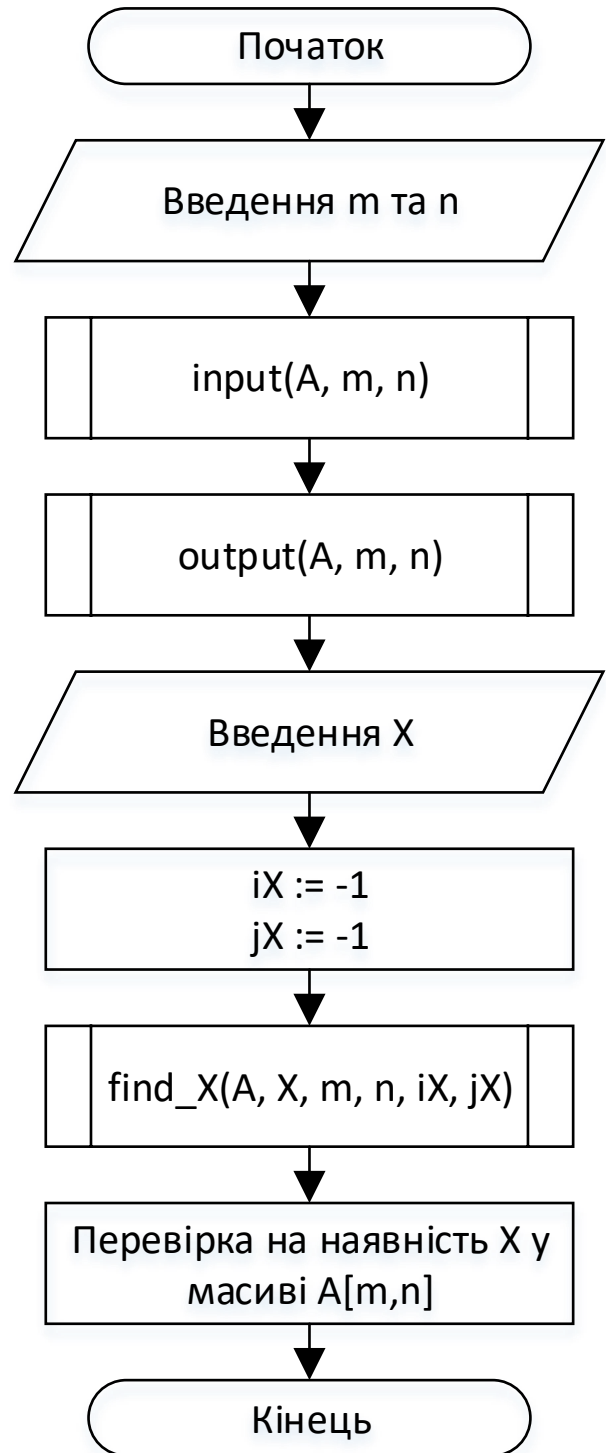 Початок
Введення m та n
input(A, m, n)
output(A, m, n)
Введення X
iX := -1
jX := -1
find_X(A, X, m, n, iX, jX)
Перевірка на наявність X у
масиві A[m,n]
Кінець